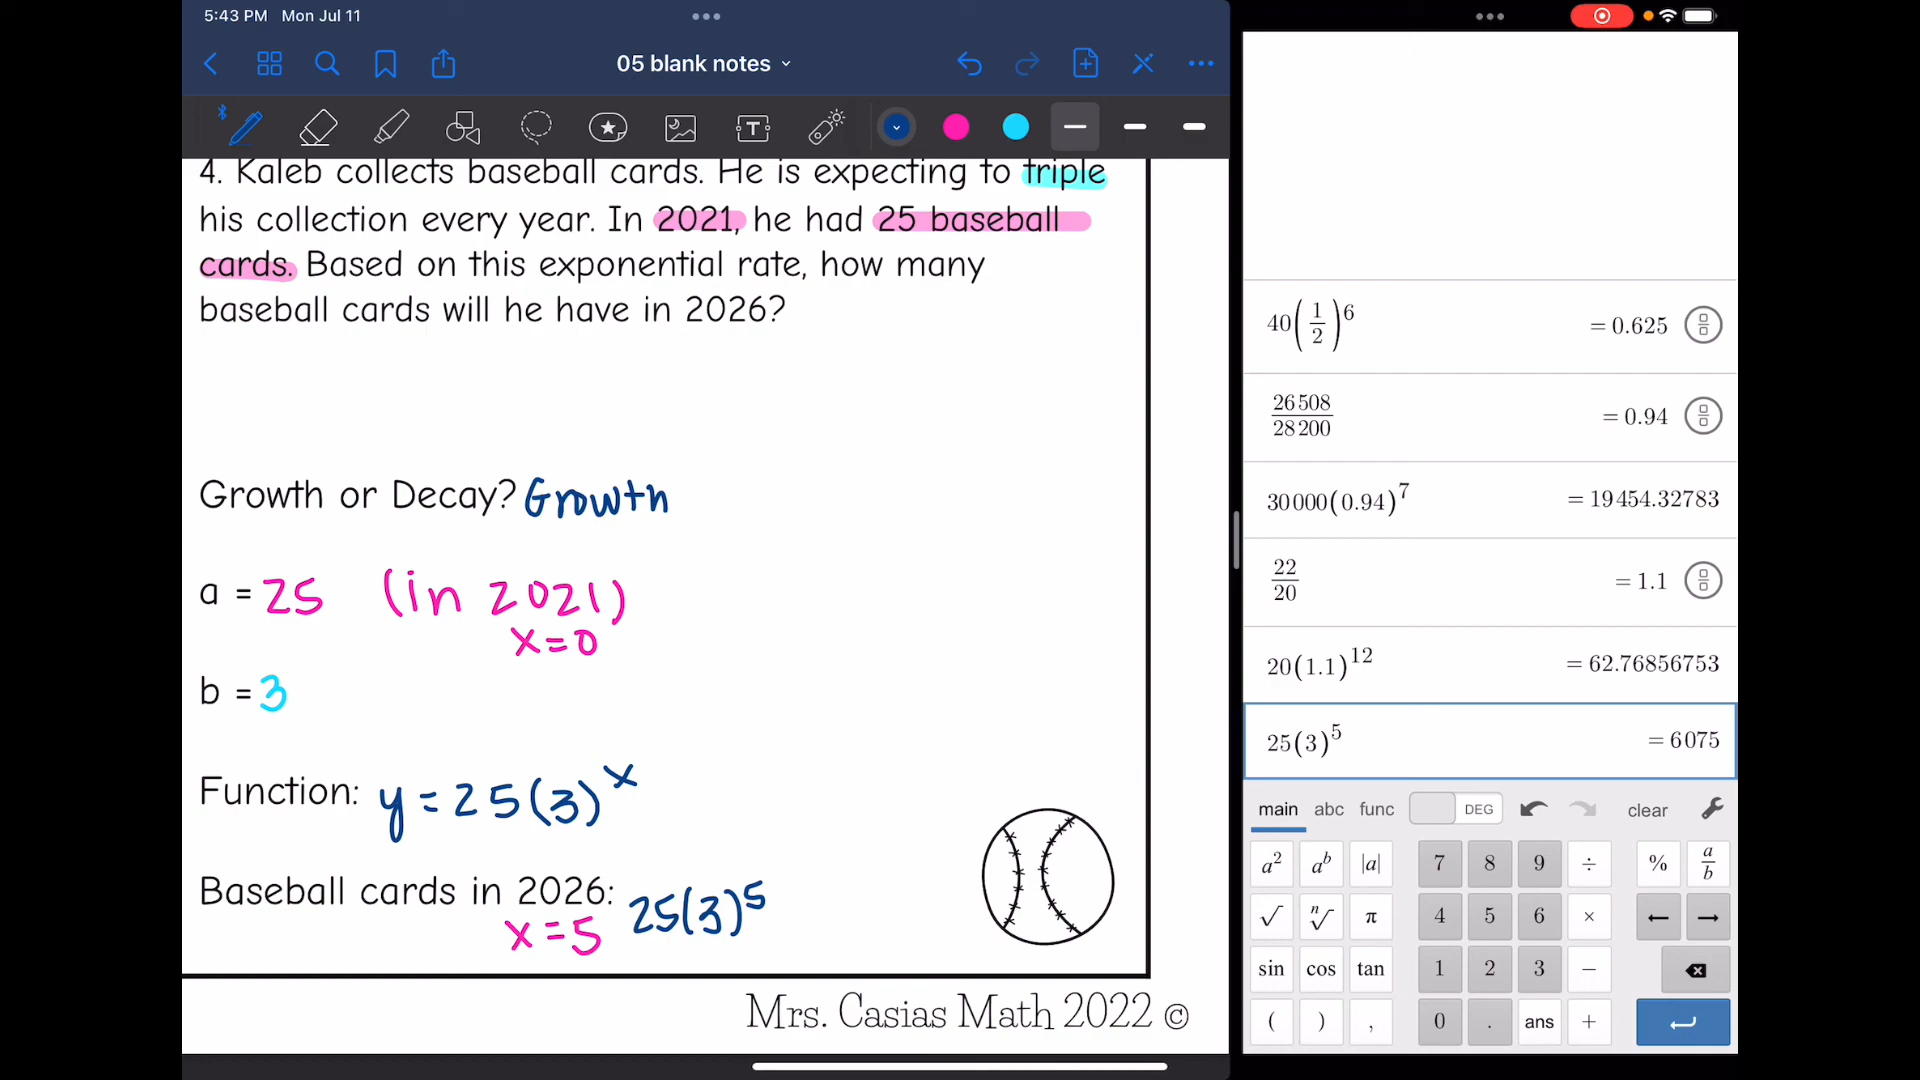 5:43 PM Mon Jul 11
05 blank notes
4. Kaleb collects baseball cards. He is expecting to triple
his collection every year. In 2021, he had 25 baseball
cards. Based on this exponential rate, how many
baseball cards will he have in 2026?
Growth or Decay? Growth
a = 25 (in 2021)
x=0
b = 3
Function: y=25(3)^x
Baseball cards in 2026: 25(3)^5
x=5
Mrs. Casias Math 2022 ©
40(1/2)^6 = 0.625
26508/28200 = 0.94
30000(0.94)^7 = 19454.32783
22/20 = 1.1
20(1.1)^12 = 62.76856753
25(3)^5 = 6075
main abc func DEG clear
a² a^b |a| 7 8 9 ÷ % a/b
√ ⁿ√ π 4 5 6 × ← →
sin cos tan 1 2 3 −
( ) , 0 . ans +